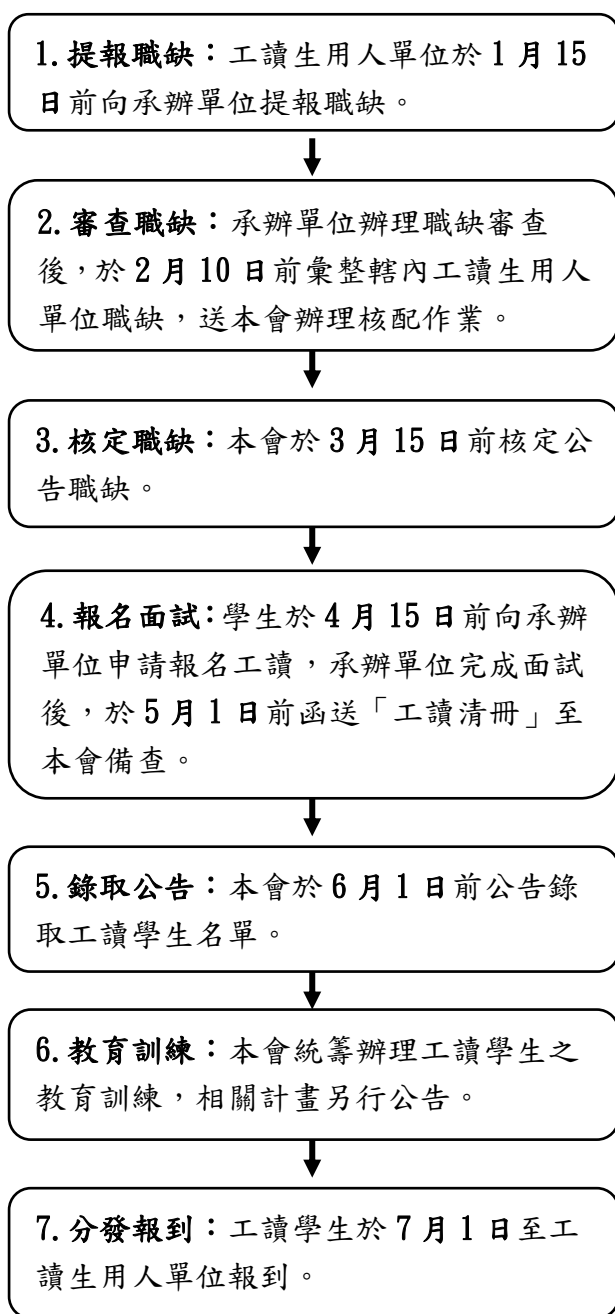 1.提報職缺：工讀生用人單位於 1 月 15
日前向承辦單位提報職缺。
2.審查職缺：承辦單位辦理職缺審查
後，於 2 月 10 日前彙整轄內工讀生用人
單位職缺，送本會辦理核配作業。
3.核定職缺：本會於 3 月 15 日前核定公
告職缺。
4.報名面試：學生於 4 月 15 日前向承辦
單位申請報名工讀，承辦單位完成面試
後，於 5 月 1 日前函送「工讀清冊」至
本會備查。
5.錄取公告：本會於 6 月 1 日前公告錄
取工讀學生名單。
6.教育訓練：本會統籌辦理工讀學生之
教育訓練，相關計畫另行公告。
7.分發報到：工讀學生於 7 月 1 日至工
讀生用人單位報到。